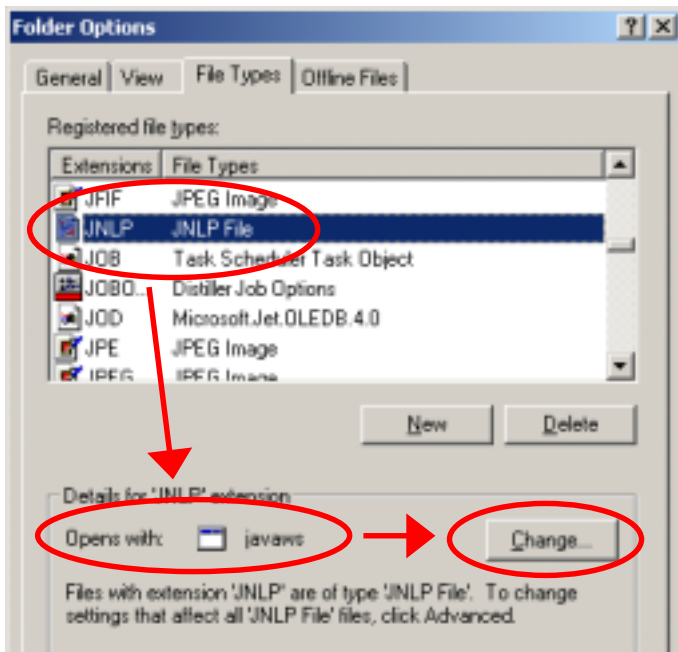 Folder Options
General View File Types Offline Files
Registered file types:
Extensions File Types
JFIF JPEG Image
JNLP JNLP File
JOB Task Scheduler Task Object
JOBO... Distiller Job Options
JOD Microsoft.Jet.OLEDB.4.0
JPE JPEG Image
JPEG JPEG Image
New Delete
Details for 'JNLP' extension
Opens with: javaws Change...
Files with extension 'JNLP' are of type 'JNLP File'. To change
settings that affect all 'JNLP File' files, click Advanced.